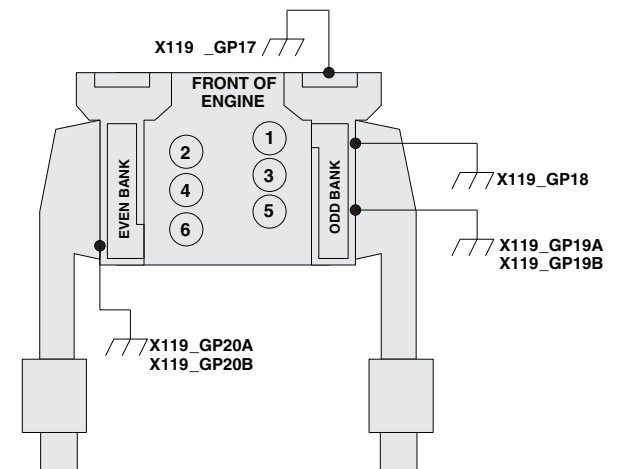 X119 _GP17
FRONT OF
ENGINE
1
2
3
4
5
6
EVEN BANK
ODD BANK
X119_GP18
X119_GP19A
X119_GP19B
X119_GP20A
X119_GP20B